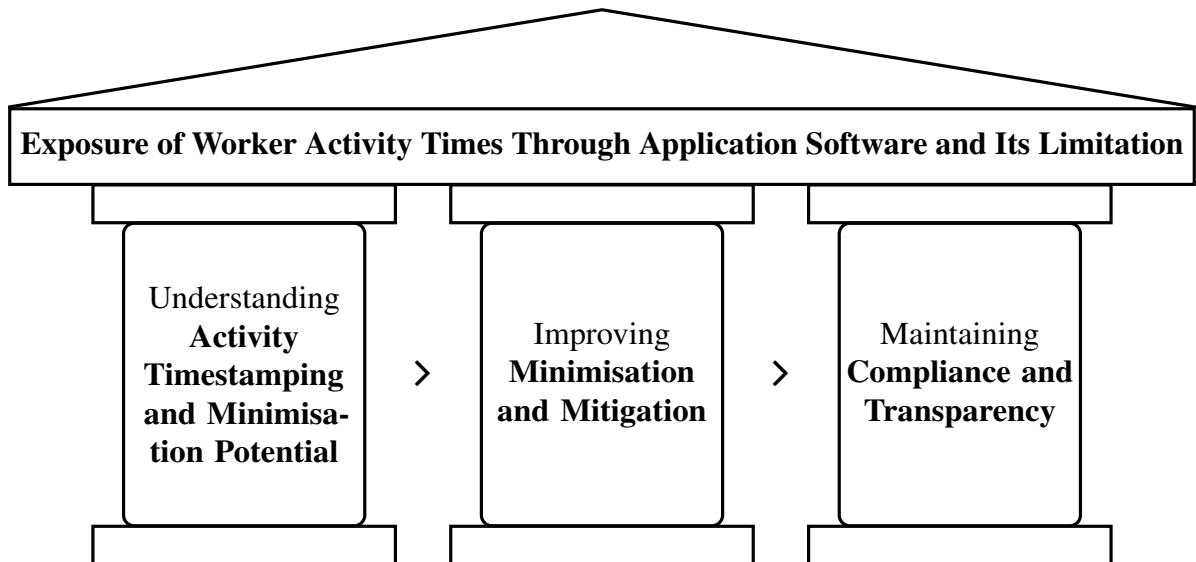 Exposure of Worker Activity Times Through Application Software and Its Limitation
Understanding
Activity
Timestamping
and Minimisa-
tion Potential
>
Improving
Minimisation
and Mitigation
>
Maintaining
Compliance and
Transparency